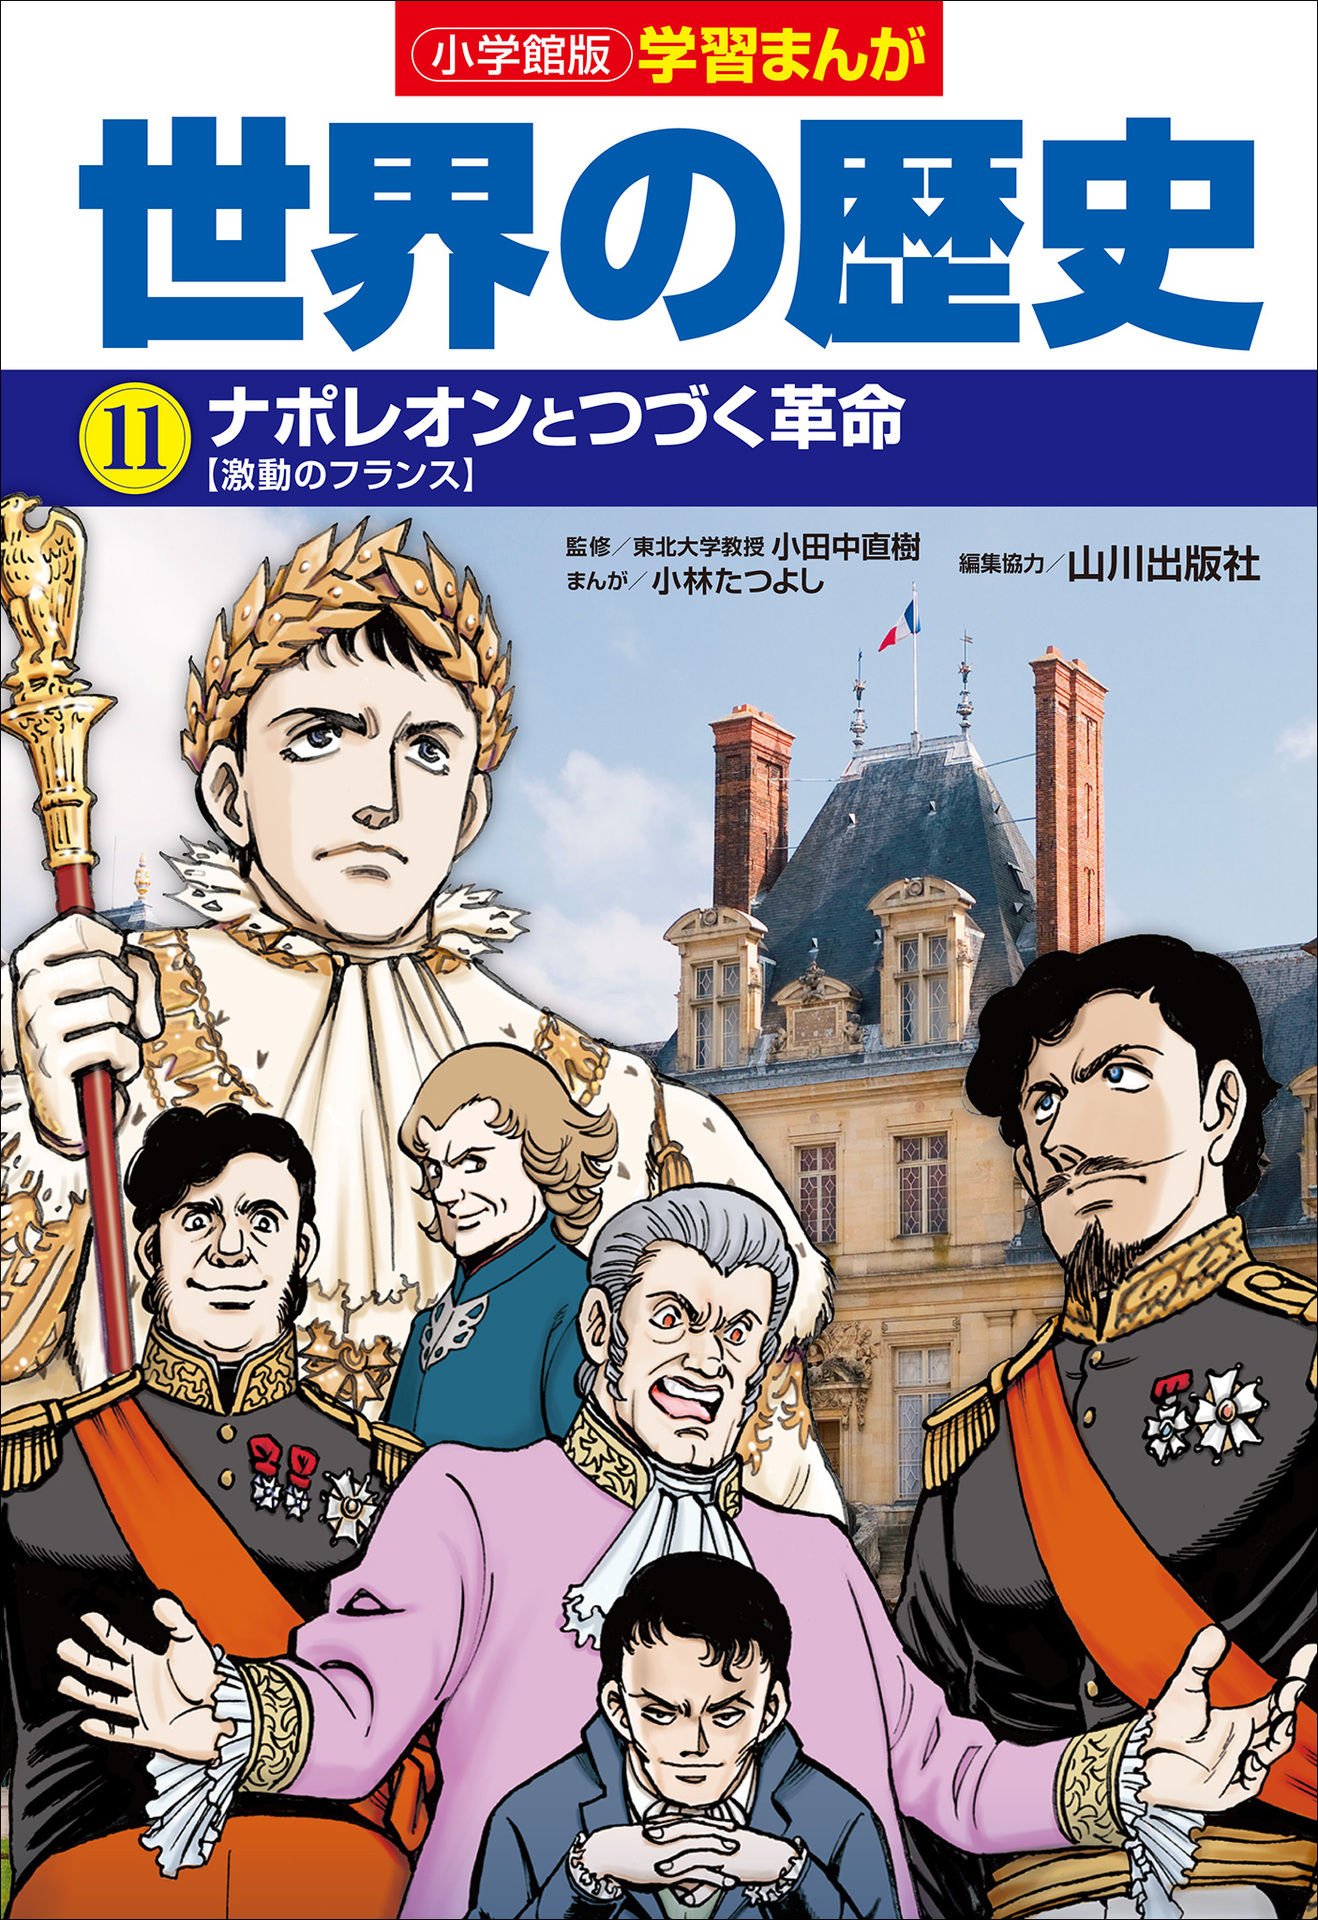 小学館版 学習まんが
世界の歴史
11 ナポレオンとつづく革命
【激動のフランス】
監修／東北大学教授 小田中直樹
まんが／小林たつよし
編集協力／山川出版社